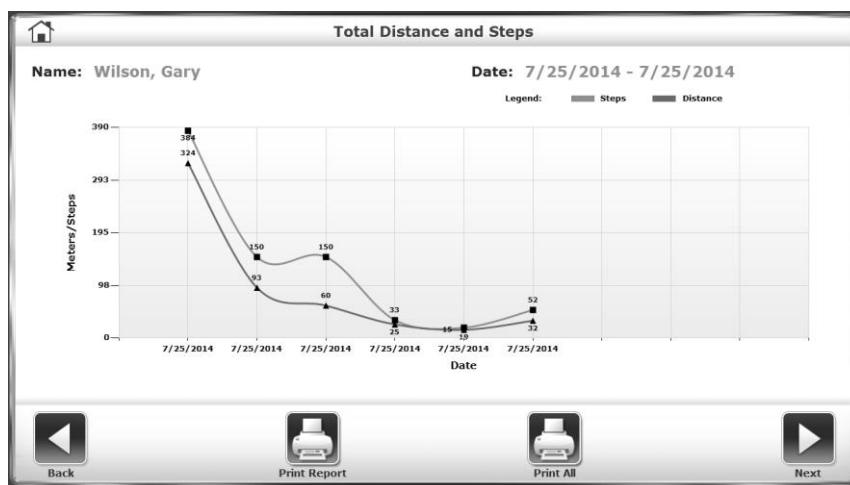 Total Distance and Steps
Name: Wilson, Gary
Date: 7/25/2014 - 7/25/2014
Legend: Steps Distance
390
293
195
98
0
Meters/Steps
384
324
150
93
150
60
33
25
15
19
52
32
7/25/2014 7/25/2014 7/25/2014 7/25/2014 7/25/2014 7/25/2014
Date
Back Print Report Print All Next